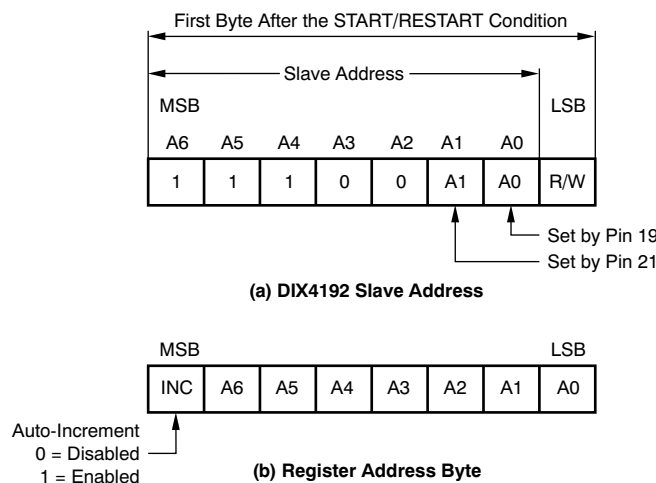 First Byte After the START/RESTART Condition
Slave Address
MSB LSB
A6 A5 A4 A3 A2 A1 A0
1 1 1 0 0 A1 A0 R/W
Set by Pin 19
Set by Pin 21
(a) DIX4192 Slave Address
MSB LSB
INC A6 A5 A4 A3 A2 A1 A0
Auto-Increment
0 = Disabled
1 = Enabled
(b) Register Address Byte